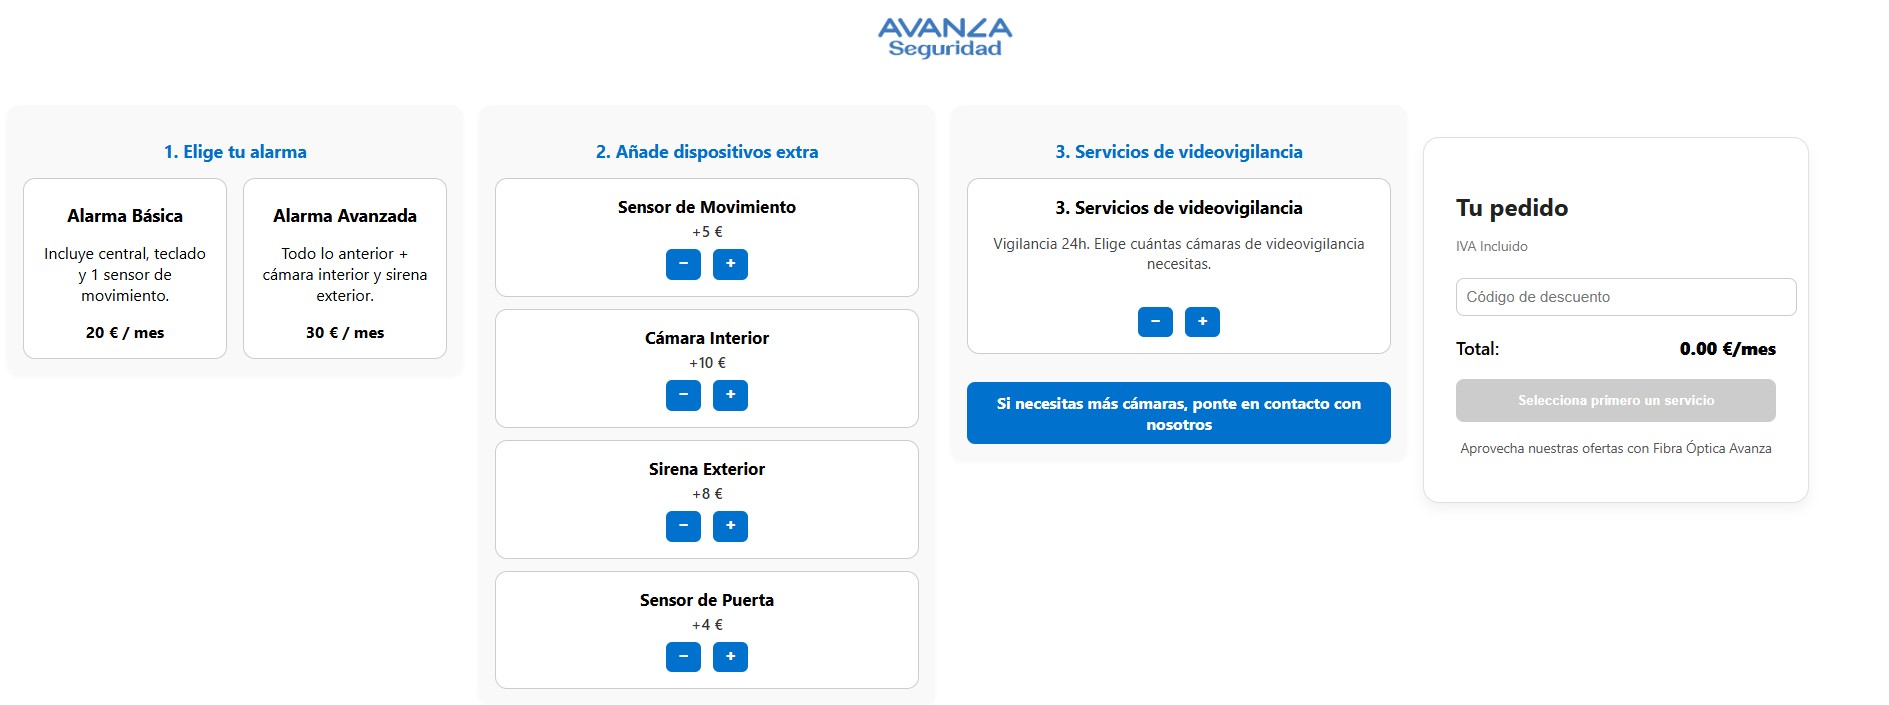 AVANZA
Seguridad
1. Elige tu alarma
Alarma Básica
Incluye central, teclado
y 1 sensor de
movimiento.
20 € / mes
Alarma Avanzada
Todo lo anterior +
cámara interior y sirena
exterior.
30 € / mes
2. Añade dispositivos extra
Sensor de Movimiento
+5 €
− +
Cámara Interior
+10 €
− +
Sirena Exterior
+8 €
− +
Sensor de Puerta
+4 €
− +
3. Servicios de videovigilancia
3. Servicios de videovigilancia
Vigilancia 24h. Elige cuántas cámaras de videovigilancia
necesitas.
− +
Si necesitas más cámaras, ponte en contacto con
nosotros
Tu pedido
IVA Incluido
Código de descuento
Total: 0.00 €/mes
Selecciona primero un servicio
Aprovecha nuestras ofertas con Fibra Óptica Avanza